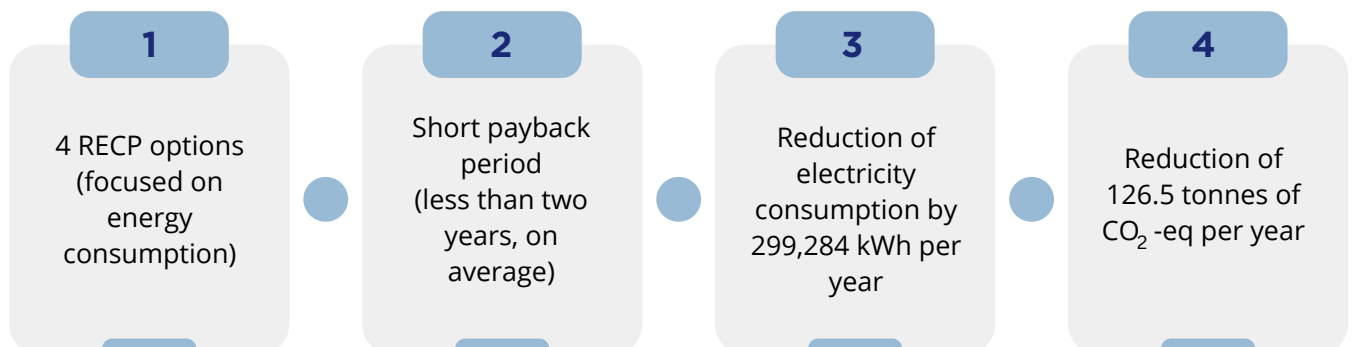 1
4 RECP options
(focused on
energy
consumption)
2
Short payback
period
(less than two
years, on
average)
3
Reduction of
electricity
consumption by
299,284 kWh per
year
4
Reduction of
126.5 tonnes of
CO₂ -eq per year